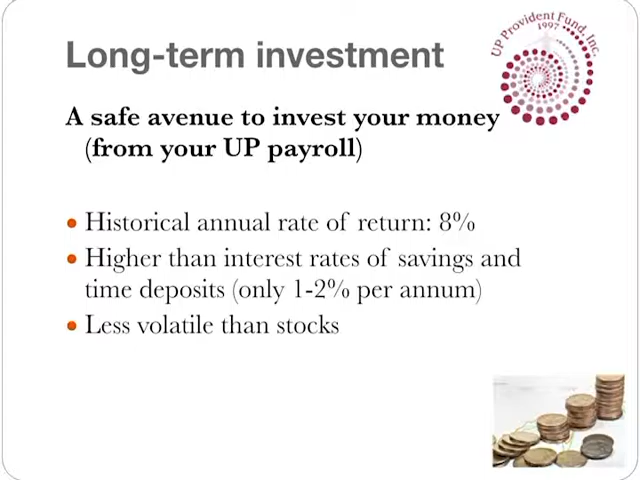 UP Provident Fund, Inc.
1997
Long-term investment
A safe avenue to invest your money
(from your UP payroll)
• Historical annual rate of return: 8%
• Higher than interest rates of savings and
time deposits (only 1-2% per annum)
• Less volatile than stocks